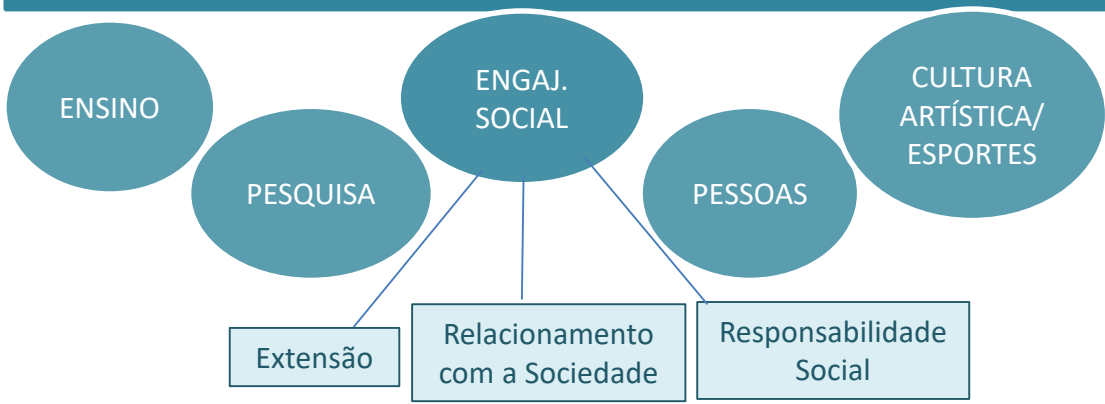 ENSINO
PESQUISA
ENGAJ.
SOCIAL
PESSOAS
CULTURA
ARTÍSTICA/
ESPORTES
Extensão
Relacionamento
com a Sociedade
Responsabilidade
Social